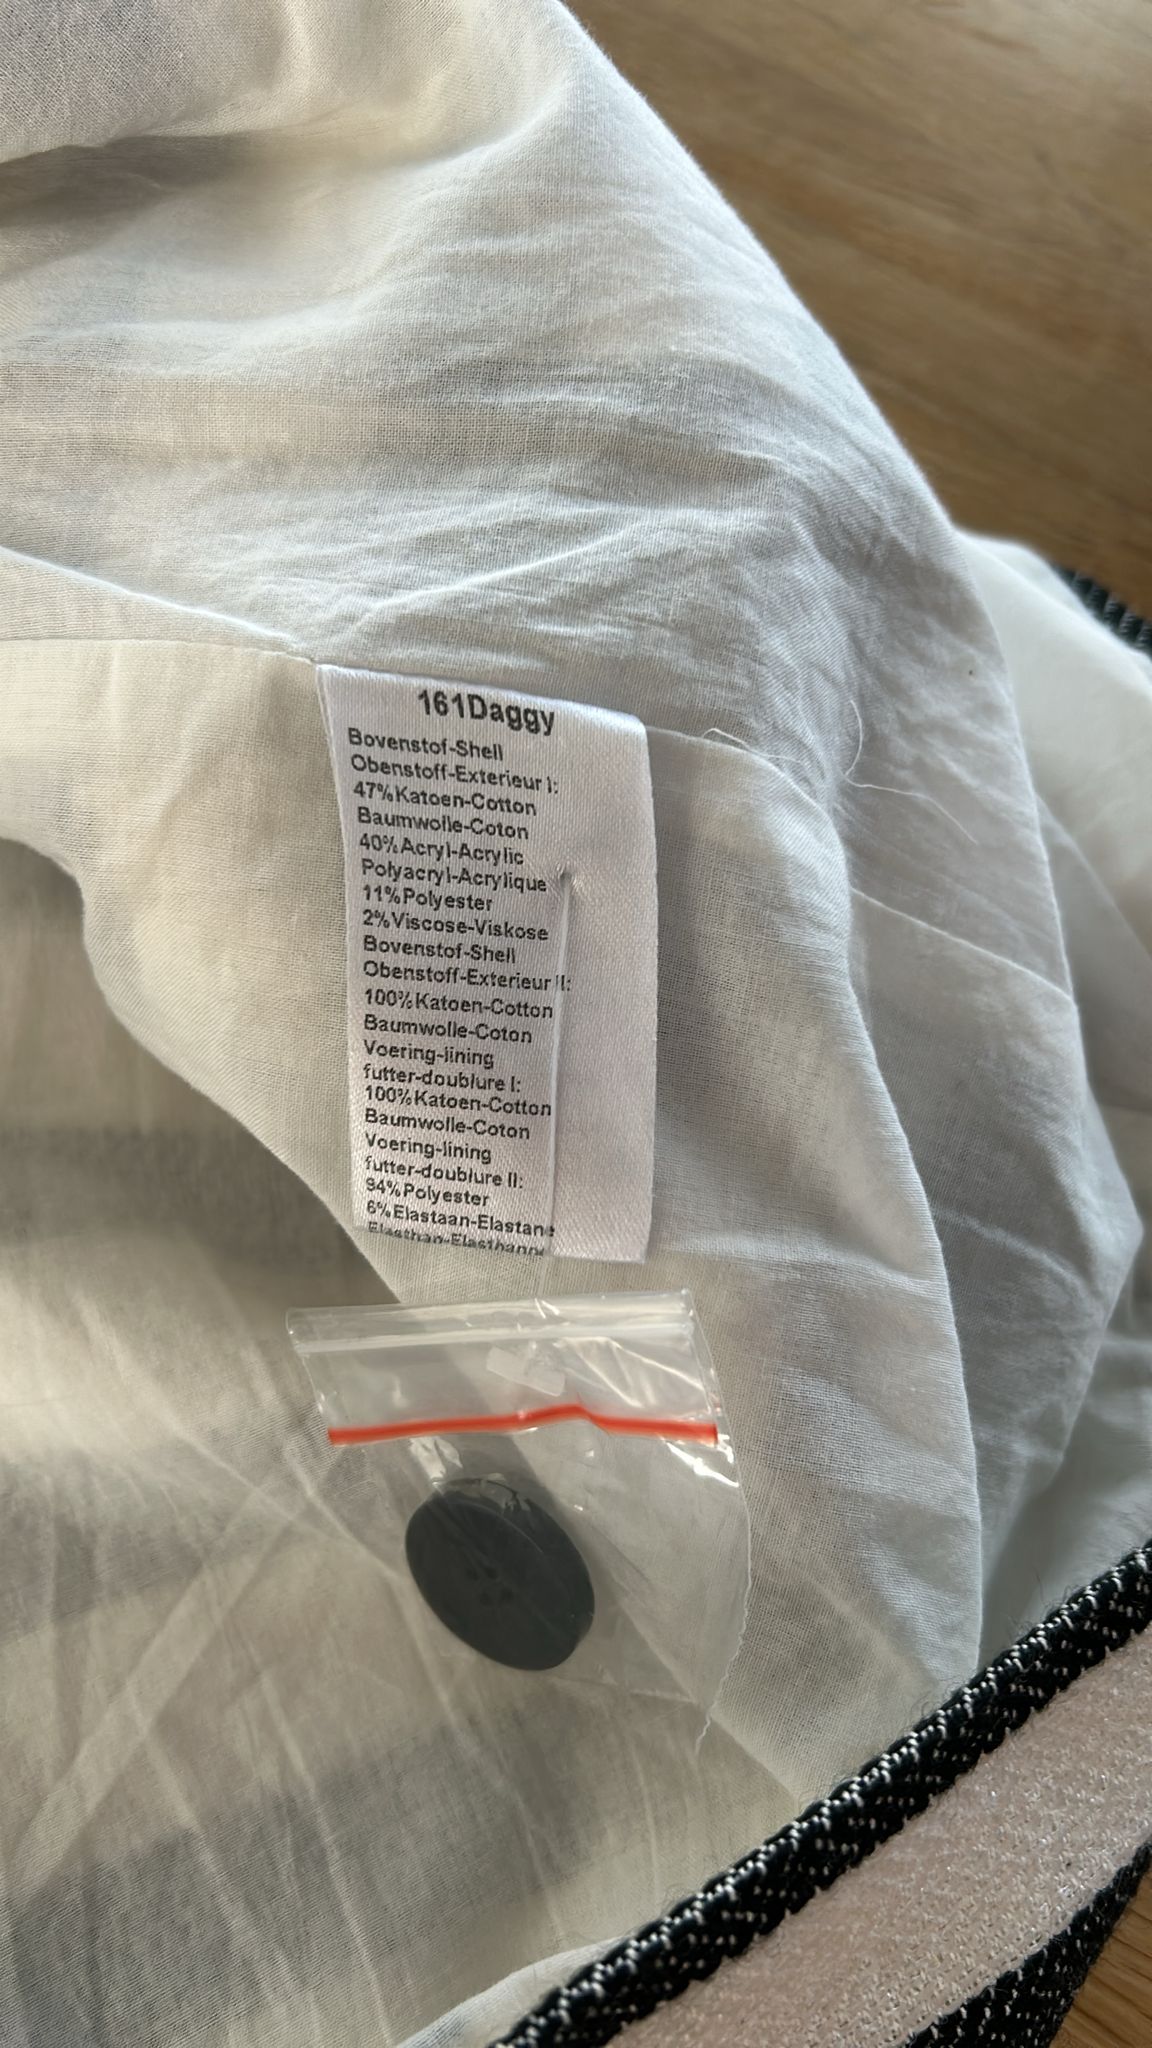 161Daggy
Bovenstof-Shell
Obenstoff-Exterieur I:
47%Katoen-Cotton
Baumwolle-Coton
40%Acryl-Acrylic
Polyacryl-Acrylique
11%Polyester
2%Viscose-Viskose
Bovenstof-Shell
Obenstoff-Exterieur II:
100%Katoen-Cotton
Baumwolle-Coton
Voering-lining
futter-doublure I:
100%Katoen-Cotton
Baumwolle-Coton
Voering-lining
futter-doublure II:
94%Polyester
6%Elastaan-Elastane
Elasthan-Elasthanne